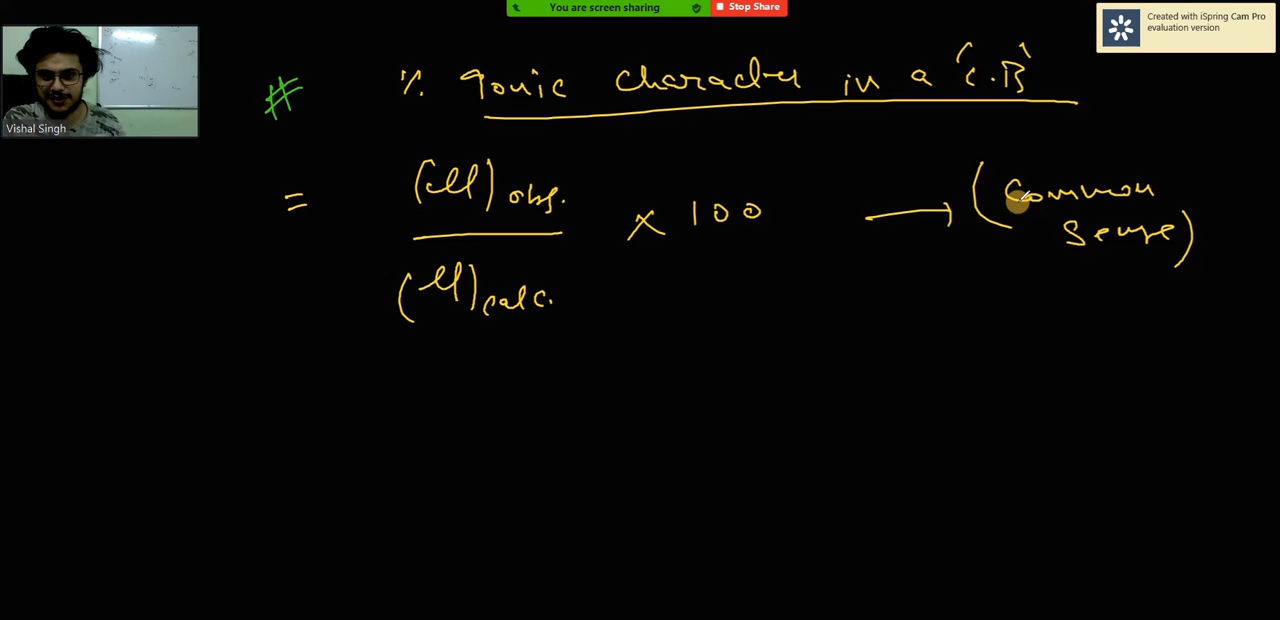 You are screen sharing
Stop Share
Created with iSpring Cam Pro
evaluation version
Vishal Singh
# % Ionic character in a 'C.B'
= (μ)obs. / (μ)calc. × 100 → (Common
Sense)